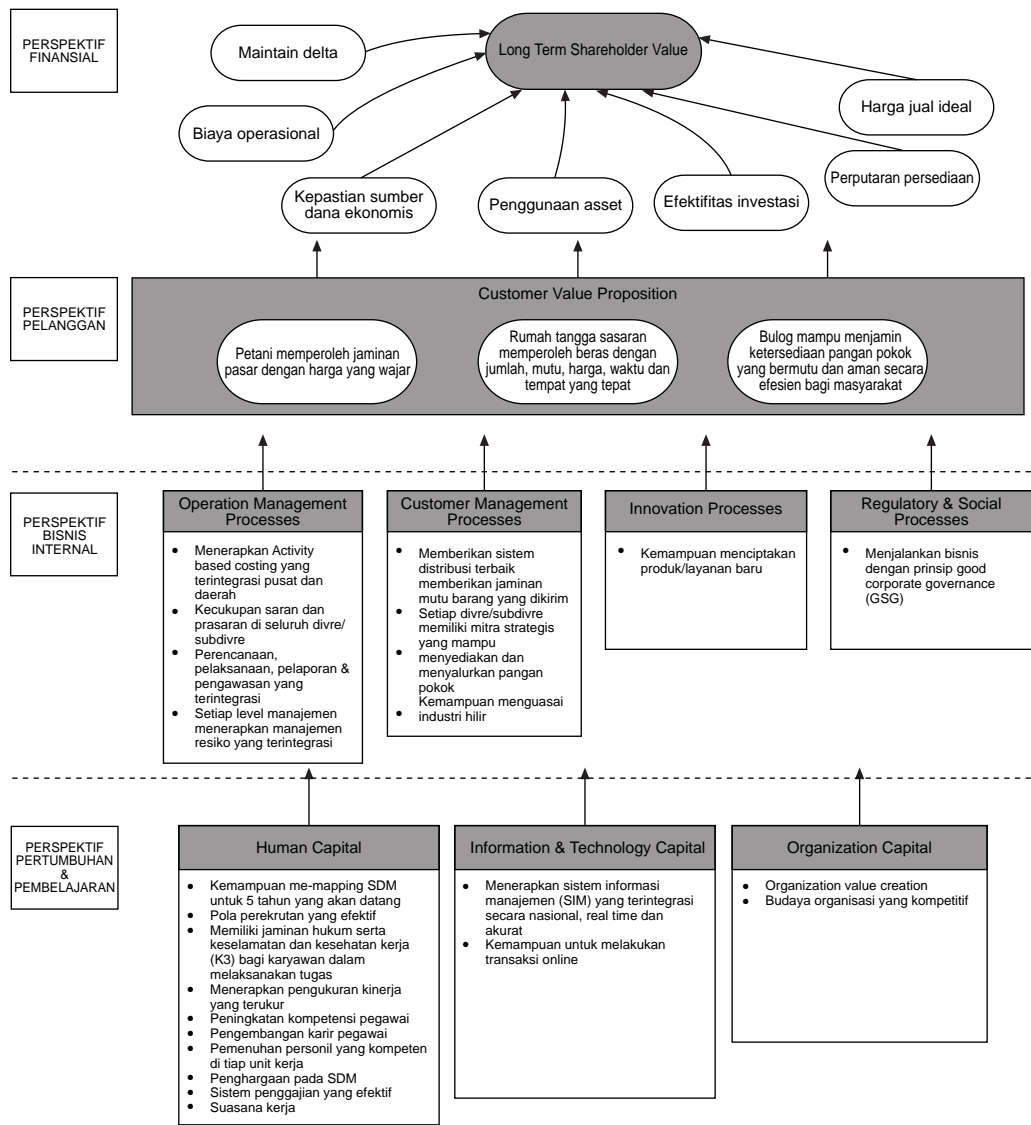 PERSPEKTIF
FINANSIAL
Maintain delta
Long Term Shareholder Value
Harga jual ideal
Biaya operasional
Kepastian sumber
dana ekonomis
Penggunaan asset
Efektifitas investasi
Perputaran persediaan
PERSPEKTIF
PELANGGAN
Customer Value Proposition
Petani memperoleh jaminan
pasar dengan harga yang wajar
Rumah tangga sasaran
memperoleh beras dengan
jumlah, mutu, harga, waktu dan
tempat yang tepat
Bulog mampu menjamin
ketersediaan pangan pokok
yang bermutu dan aman secara
efesien bagi masyarakat
PERSPEKTIF
BISNIS
INTERNAL
Operation Management
Processes
• Menerapkan Activity
based costing yang
terintegrasi pusat dan
daerah
• Kecukupan saran dan
prasaran di seluruh divre/
subdivre
• Perencanaan,
pelaksanaan, pelaporan &
pengawasan yang
terintegrasi
• Setiap level manajemen
menerapkan manajemen
resiko yang terintegrasi
Customer Management
Processes
• Memberikan sistem
distribusi terbaik
memberikan jaminan
mutu barang yang dikirim
• Setiap divre/subdivre
memiliki mitra strategis
yang mampu
• menyediakan dan
menyalurkan pangan
pokok
Kemampuan menguasai
• industri hilir
Innovation Processes
• Kemampuan menciptakan
produk/layanan baru
Regulatory & Social
Processes
• Menjalankan bisnis
dengan prinsip good
corporate governance
(GSG)
PERSPEKTIF
PERTUMBUHAN
&
PEMBELAJARAN
Human Capital
• Kemampuan me-mapping SDM
untuk 5 tahun yang akan datang
• Pola perekrutan yang efektif
• Memiliki jaminan hukum serta
keselamatan dan kesehatan kerja
(K3) bagi karyawan dalam
melaksanakan tugas
• Menerapkan pengukuran kinerja
yang terukur
• Peningkatan kompetensi pegawai
• Pengembangan karir pegawai
• Pemenuhan personil yang kompeten
di tiap unit kerja
• Penghargaan pada SDM
• Sistem penggajian yang efektif
• Suasana kerja
Information & Technology Capital
• Menerapkan sistem informasi
manajemen (SIM) yang terintegrasi
secara nasional, real time dan
akurat
• Kemampuan untuk melakukan
transaksi online
Organization Capital
• Organization value creation
• Budaya organisasi yang kompetitif